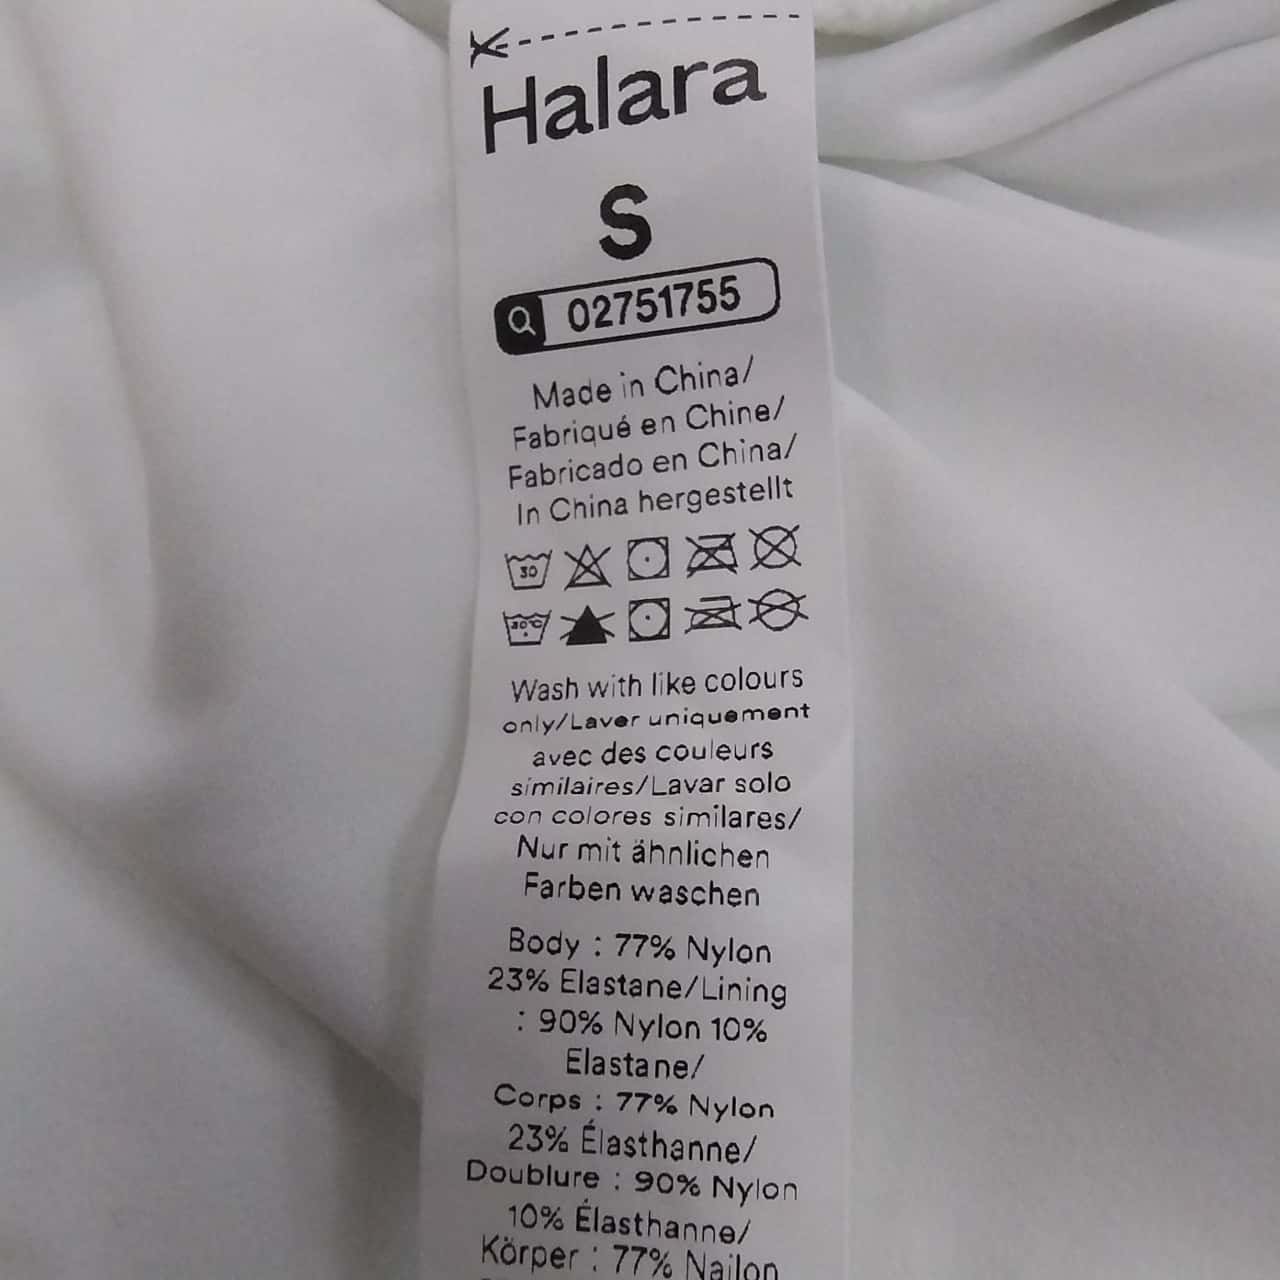 Halara
S
02751755
Made in China/
Fabriqué en Chine/
Fabricado en China/
In China hergestellt
30
30°C
Wash with like colours
only/Laver uniquement
avec des couleurs
similaires/Lavar solo
con colores similares/
Nur mit ähnlichen
Farben waschen
Body : 77% Nylon
23% Elastane/Lining
: 90% Nylon 10%
Elastane/
Corps : 77% Nylon
23% Élasthanne/
Doublure : 90% Nylon
10% Élasthanne/
Körper : 77% Nailon